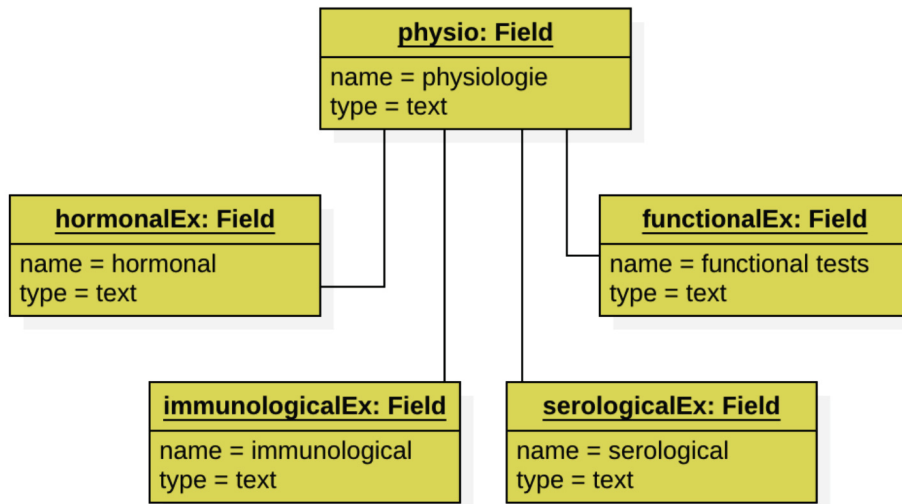 physio: Field
name = physiologie
type = text
hormonalEx: Field
name = hormonal
type = text
functionalEx: Field
name = functional tests
type = text
immunologicalEx: Field
name = immunological
type = text
serologicalEx: Field
name = serological
type = text